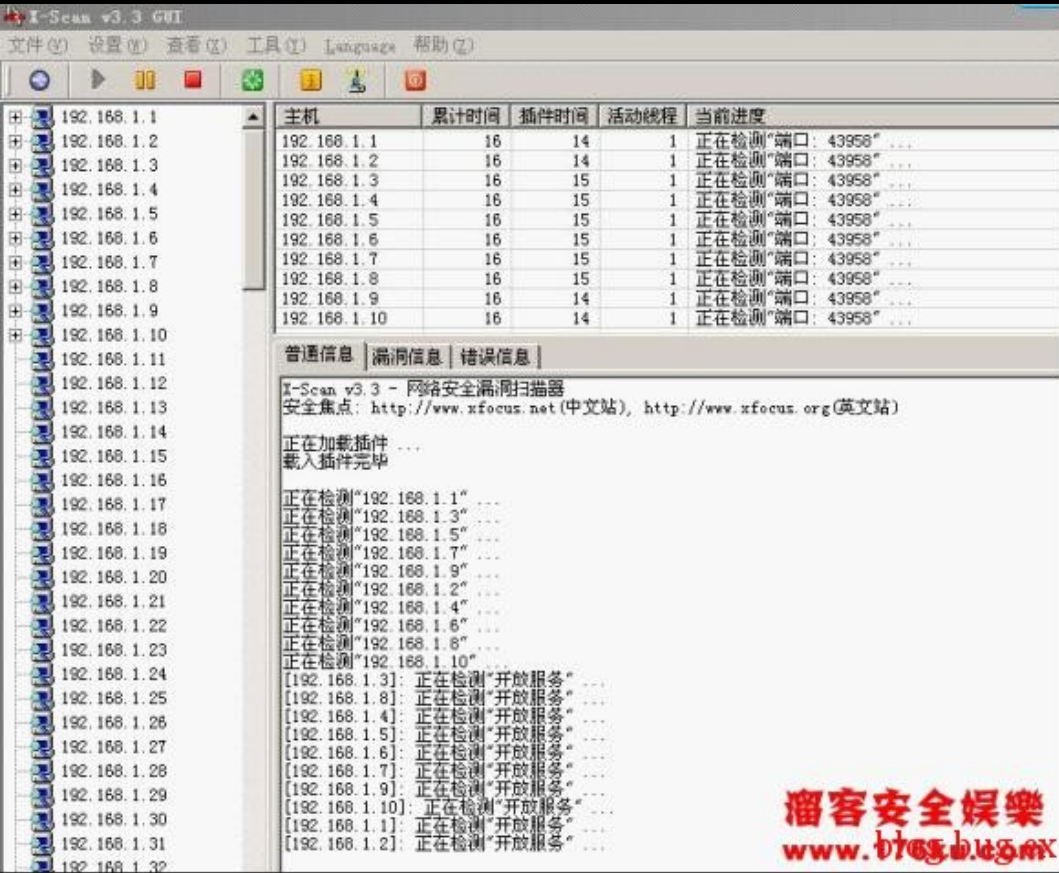 X-Scan v3.3 GUI
文件(V) 设置(W) 查看(X) 工具(Y) Language 帮助(Z)
192.168.1.1
192.168.1.2
192.168.1.3
192.168.1.4
192.168.1.5
192.168.1.6
192.168.1.7
192.168.1.8
192.168.1.9
192.168.1.10
192.168.1.11
192.168.1.12
192.168.1.13
192.168.1.14
192.168.1.15
192.168.1.16
192.168.1.17
192.168.1.18
192.168.1.19
192.168.1.20
192.168.1.21
192.168.1.22
192.168.1.23
192.168.1.24
192.168.1.25
192.168.1.26
192.168.1.27
192.168.1.28
192.168.1.29
192.168.1.30
192.168.1.31
192.168.1.32
主机 累计时间 插件时间 活动线程 当前进度
192.168.1.1 16 14 1 正在检测"端口: 43958" ...
192.168.1.2 16 14 1 正在检测"端口: 43958" ...
192.168.1.3 16 15 1 正在检测"端口: 43958" ...
192.168.1.4 16 15 1 正在检测"端口: 43958" ...
192.168.1.5 16 15 1 正在检测"端口: 43958" ...
192.168.1.6 16 15 1 正在检测"端口: 43958" ...
192.168.1.7 16 15 1 正在检测"端口: 43958" ...
192.168.1.8 16 15 1 正在检测"端口: 43958" ...
192.168.1.9 16 14 1 正在检测"端口: 43958" ...
192.168.1.10 16 14 1 正在检测"端口: 43958" ...
普通信息 漏洞信息 错误信息
X-Scan v3.3 - 网络安全漏洞扫描器
安全焦点: http://www.xfocus.net(中文站), http://www.xfocus.org(英文站)
正在加载插件 ...
载入插件完毕
正在检测"192.168.1.1" ...
正在检测"192.168.1.3" ...
正在检测"192.168.1.5" ...
正在检测"192.168.1.7" ...
正在检测"192.168.1.9" ...
正在检测"192.168.1.2" ...
正在检测"192.168.1.4" ...
正在检测"192.168.1.6" ...
正在检测"192.168.1.8" ...
正在检测"192.168.1.10" ...
[192.168.1.3]: 正在检测"开放服务" ...
[192.168.1.8]: 正在检测"开放服务" ...
[192.168.1.4]: 正在检测"开放服务" ...
[192.168.1.5]: 正在检测"开放服务" ...
[192.168.1.6]: 正在检测"开放服务" ...
[192.168.1.7]: 正在检测"开放服务" ...
[192.168.1.9]: 正在检测"开放服务" ...
[192.168.1.10]: 正在检测"开放服务" ...
[192.168.1.1]: 正在检测"开放服务" ...
[192.168.1.2]: 正在检测"开放服务" ...
溜客安全娱樂